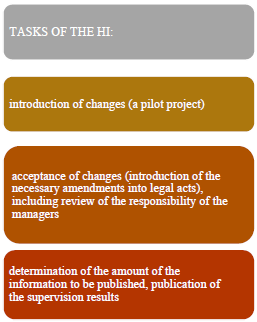 TASKS OF THE HI:
introduction of changes (a pilot project)
acceptance of changes (introduction of the
necessary amendments into legal acts),
including review of the responsibility of the
managers
determination of the amount of the
information to be published, publication of
the supervision results